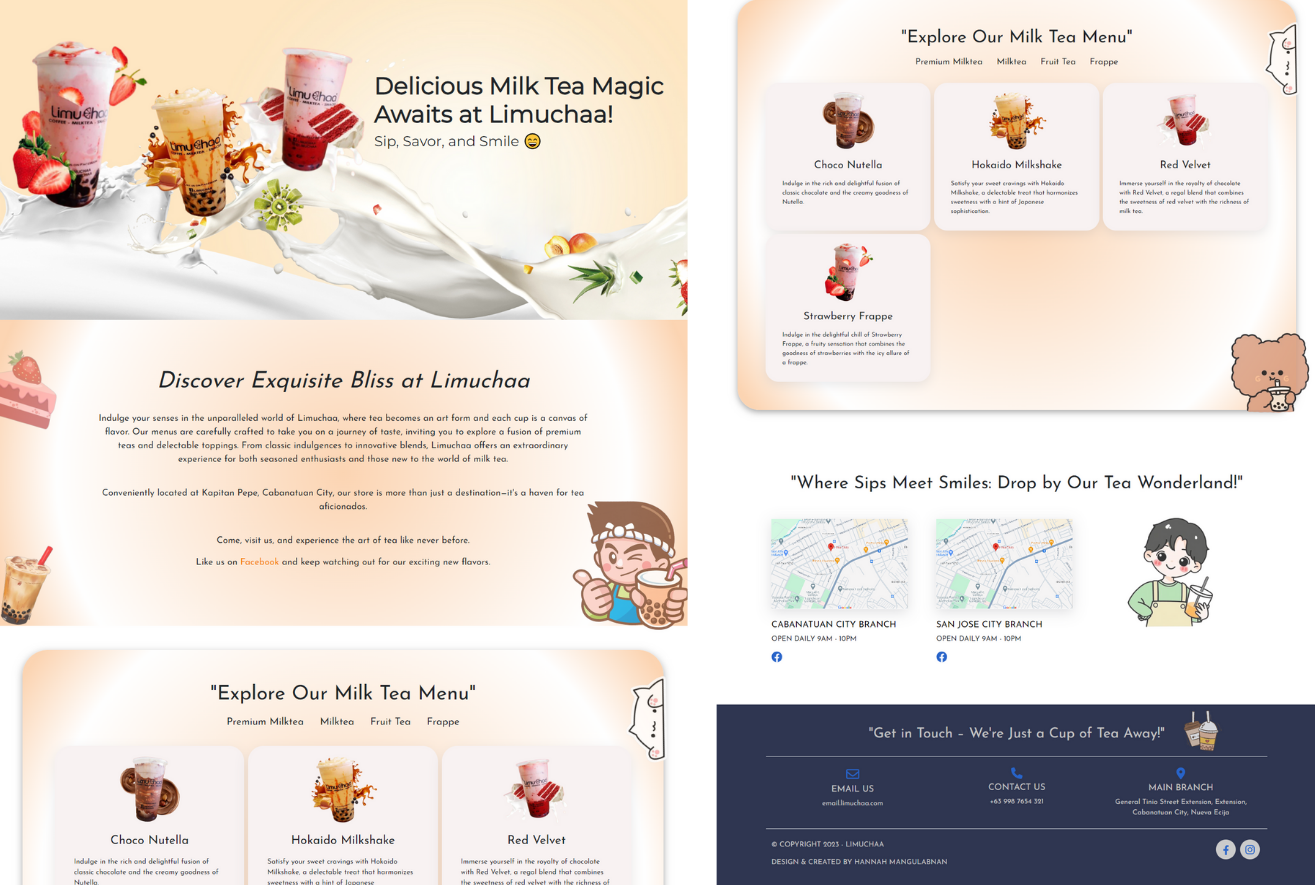 Delicious Milk Tea Magic
Awaits at Limuchaa!
Sip, Savor, and Smile 😄
LimuChaa
COFFEE - MILKTEA - SNACKS
LimuChaa
LimuChaa
Discover Exquisite Bliss at Limuchaa
Indulge your senses in the unparalleled world of Limuchaa, where tea becomes an art form and each cup is a canvas of
flavor. Our menus are carefully crafted to take you on a journey of taste, inviting you to explore a fusion of premium
teas and delectable toppings. From classic indulgences to innovative blends, Limuchaa offers an extraordinary
experience for both seasoned enthusiasts and those new to the world of milk tea.
Conveniently located at Kapitan Pepe, Cabanatuan City, our store is more than just a destination—it's a haven for tea
aficionados.
Come, visit us, and experience the art of tea like never before.
Like us on Facebook and keep watching out for our exciting new flavors.
"Explore Our Milk Tea Menu"
Premium Milktea Milktea Fruit Tea Frappe
Choco Nutella
Indulge in the rich and delightful fusion of
classic chocolate and the creamy goodness of
Nutella.
Hokaido Milkshake
Satisfy your sweet cravings with Hokaido
Milkshake, a delectable treat that harmonizes
sweetness with a hint of Japanese
Red Velvet
Immerse yourself in the royalty of chocolate
with Red Velvet, a regal blend that combines
the sweetness of red velvet with the richness of
"Explore Our Milk Tea Menu"
Premium Milktea Milktea Fruit Tea Frappe
Choco Nutella
Indulge in the rich and delightful fusion of
classic chocolate and the creamy goodness of
Nutella.
Hokaido Milkshake
Satisfy your sweet cravings with Hokaido
Milkshake, a delectable treat that harmonizes
sweetness with a hint of Japanese
sophistication.
Red Velvet
Immerse yourself in the royalty of chocolate
with Red Velvet, a regal blend that combines
the sweetness of red velvet with the richness of
milk tea.
Strawberry Frappe
Indulge in the delightful chill of Strawberry
Frappe, a fruity sensation that combines the
goodness of strawberries with the icy allure of
a frappe.
"Where Sips Meet Smiles: Drop by Our Tea Wonderland!"
CABANATUAN CITY BRANCH
OPEN DAILY 9AM - 10PM
SAN JOSE CITY BRANCH
OPEN DAILY 9AM - 10PM
"Get in Touch – We're Just a Cup of Tea Away!"
EMAIL US
email.limuchaa.com
CONTACT US
+63 998 7654 321
MAIN BRANCH
General Tinio Street Extension, Extension,
Cabanatuan City, Nueva Ecija
© COPYRIGHT 2023 - LIMUCHAA
DESIGN & CREATED BY HANNAH MANGULABNAN